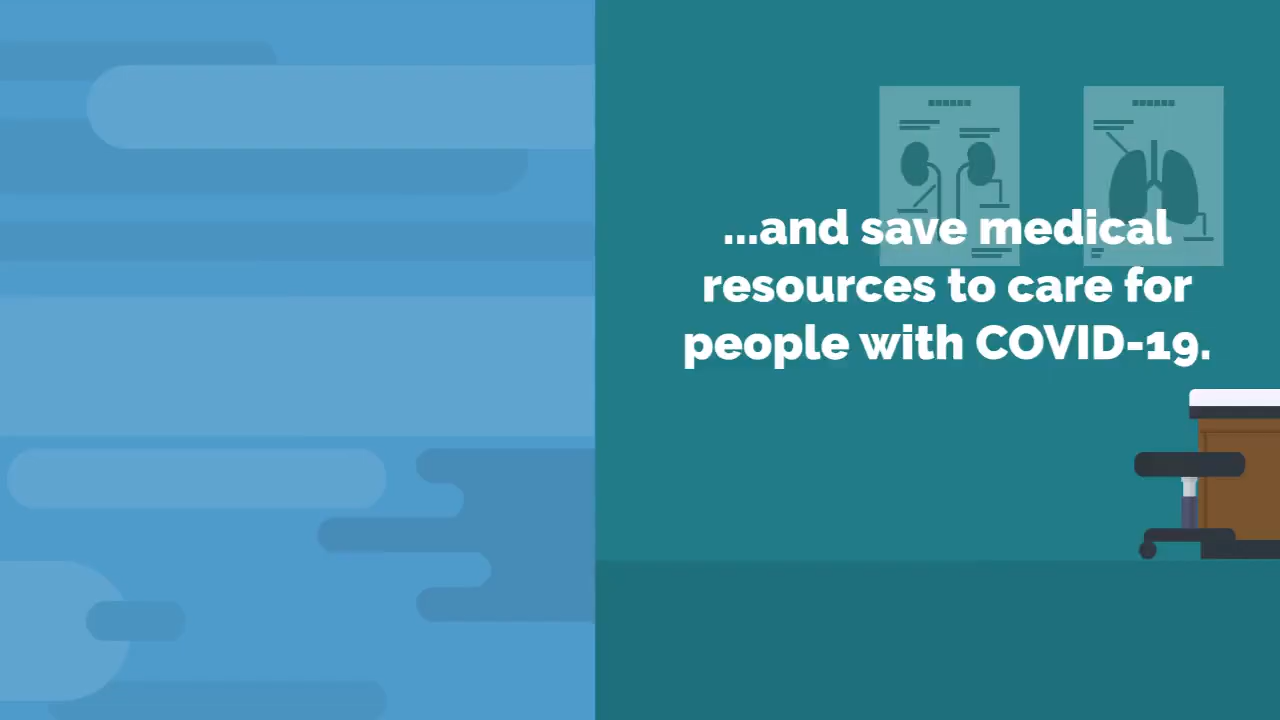 ...and save medical
resources to care for
people with COVID-19.